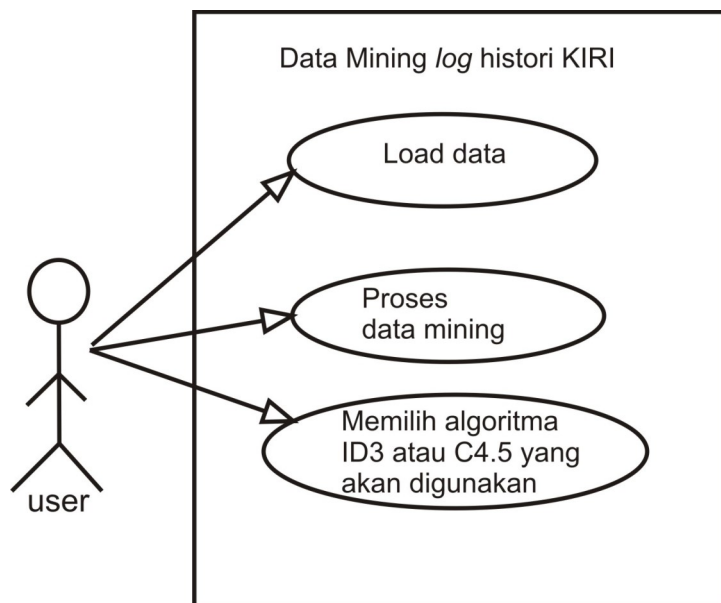 Data Mining log histori KIRI
Load data
Proses
data mining
Memilih algoritma
ID3 atau C4.5 yang
akan digunakan
user